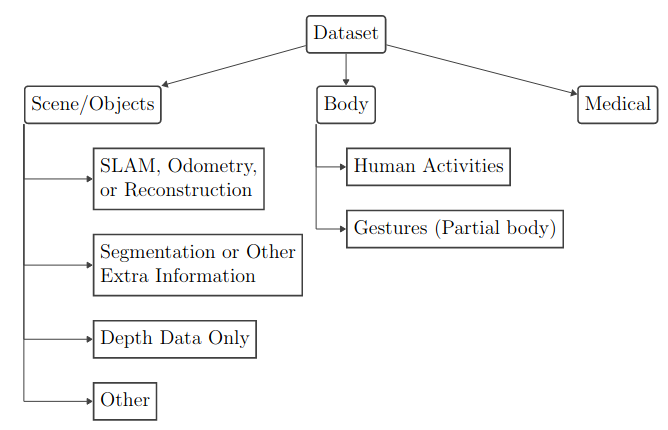 Dataset
Scene/Objects
Body
Medical
SLAM, Odometry,
or Reconstruction
Human Activities
Gestures (Partial body)
Segmentation or Other
Extra Information
Depth Data Only
Other